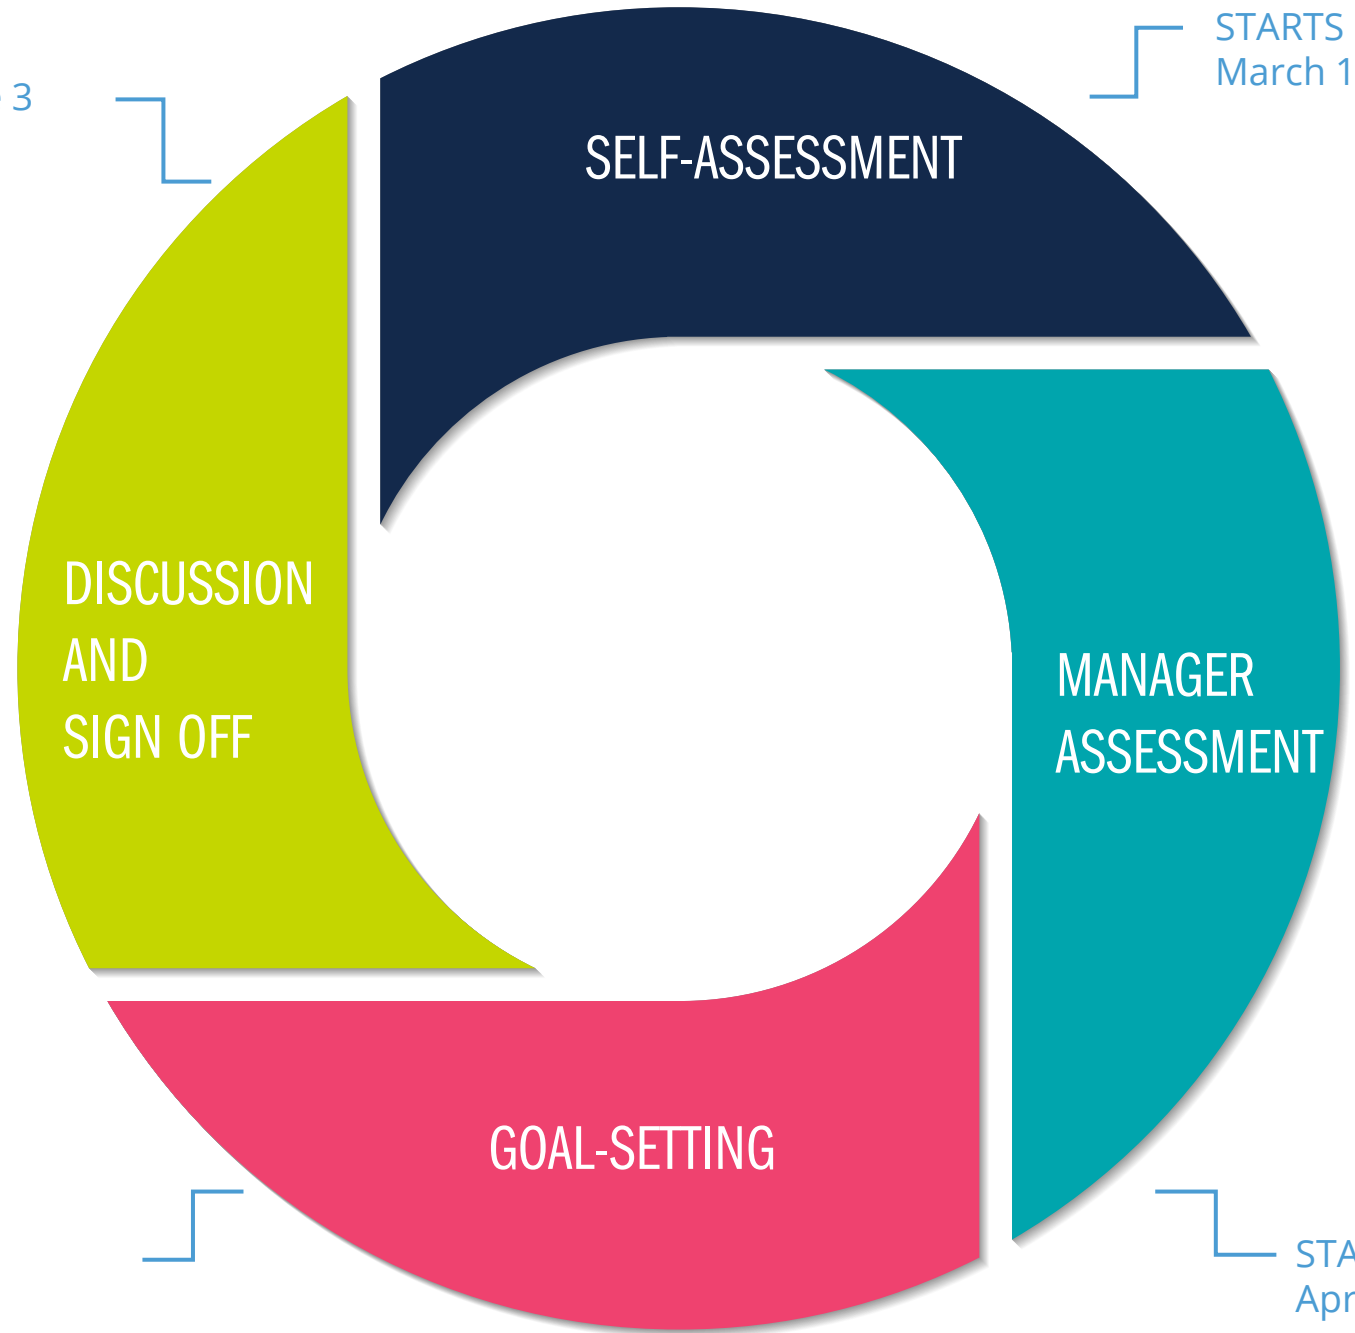 STARTS
March 1
3
SELF-ASSESSMENT
DISCUSSION
AND
SIGN OFF
MANAGER
ASSESSMENT
GOAL-SETTING
STA
Apr